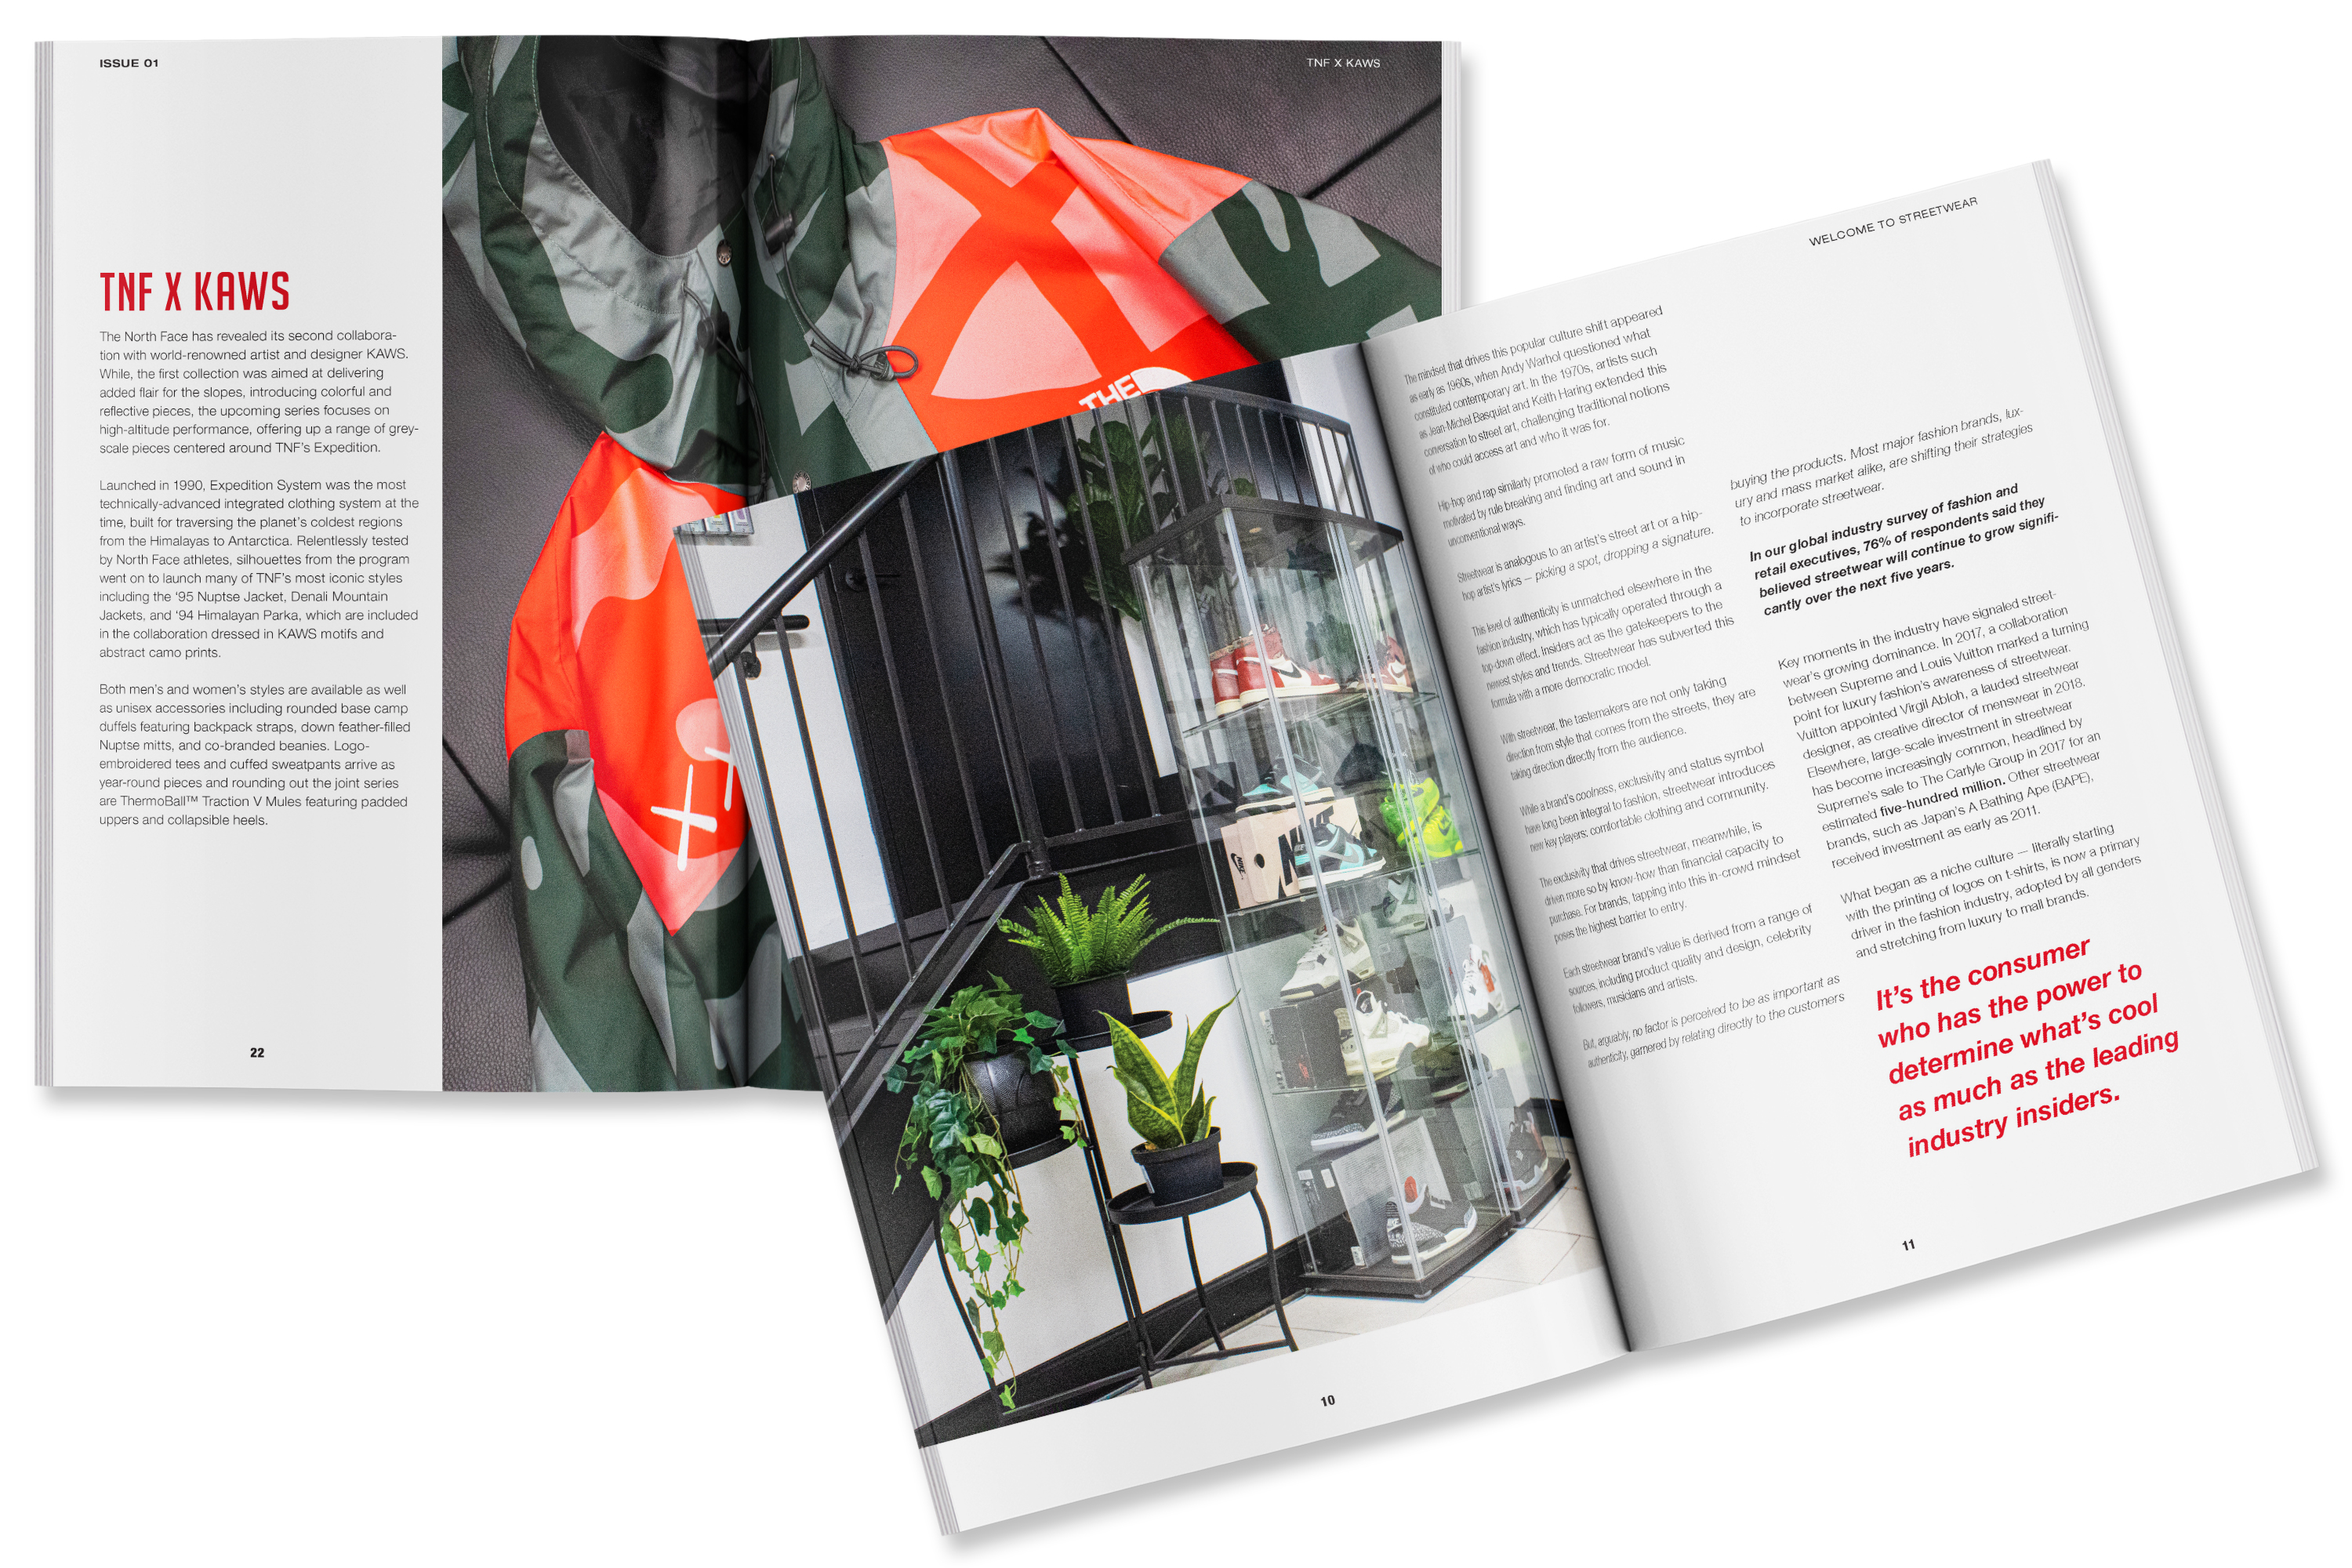 ISSUE 01
TNF X KAWS
TNF X KAWS
The North Face has revealed its second collabora-
tion with world-renowned artist and designer KAWS.
While, the first collection was aimed at delivering
added flair for the slopes, introducing colorful and
reflective pieces, the upcoming series focuses on
high-altitude performance, offering up a range of grey-
scale pieces centered around TNF's Expedition.
Launched in 1990, Expedition System was the most
technically-advanced integrated clothing system at the
time, built for traversing the planet's coldest regions
from the Himalayas to Antarctica. Relentlessly tested
by North Face athletes, silhouettes from the program
went on to launch many of TNF's most iconic styles
including the '95 Nuptse Jacket, Denali Mountain
Jackets, and '94 Himalayan Parka, which are included
in the collaboration dressed in KAWS motifs and
abstract camo prints.
Both men's and women's styles are available as well
as unisex accessories including rounded base camp
duffels featuring backpack straps, down feather-filled
Nuptse mitts, and co-branded beanies. Logo-
embroidered tees and cuffed sweatpants arrive as
year-round pieces and rounding out the joint series
are ThermoBall™ Traction V Mules featuring padded
uppers and collapsible heels.
22
THE
NIKE
10
WELCOME TO STREETWEAR
The mindset that drives this popular culture shift appeared
as early as 1960s, when Andy Warhol questioned what
constituted contemporary art. In the 1970s, artists such
as Jean-Michel Basquiat and Keith Haring extended this
conversation to street art, challenging traditional notions
of who could access art and who it was for.
Hip-hop and rap similarly promoted a raw form of music
motivated by rule breaking and finding art and sound in
unconventional ways.
Streetwear is analogous to an artist's street art or a hip-
hop artist's lyrics — picking a spot, dropping a signature.
This level of authenticity is unmatched elsewhere in the
fashion industry, which has typically operated through a
top-down effect. Insiders act as the gatekeepers to the
newest styles and trends. Streetwear has subverted this
formula with a more democratic model.
With streetwear, the tastemakers are not only taking
direction from style that comes from the streets, they are
taking direction directly from the audience.
While a brand's coolness, exclusivity and status symbol
have long been integral to fashion, streetwear introduces
new key players: comfortable clothing and community.
The exclusivity that drives streetwear, meanwhile, is
driven more so by know-how than financial capacity to
purchase. For brands, tapping into this in-crowd mindset
poses the highest barrier to entry.
Each streetwear brand's value is derived from a range of
sources, including product quality and design, celebrity
followers, musicians and artists.
But, arguably, no factor is perceived to be as important as
authenticity, garnered by relating directly to the customers
buying the products. Most major fashion brands, lux-
ury and mass market alike, are shifting their strategies
to incorporate streetwear.
In our global industry survey of fashion and
retail executives, 76% of respondents said they
believed streetwear will continue to grow signifi-
cantly over the next five years.
Key moments in the industry have signaled street-
wear's growing dominance. In 2017, a collaboration
between Supreme and Louis Vuitton marked a turning
point for luxury fashion's awareness of streetwear.
Vuitton appointed Virgil Abloh, a lauded streetwear
designer, as creative director of menswear in 2018.
Elsewhere, large-scale investment in streetwear
has become increasingly common, headlined by
Supreme's sale to The Carlyle Group in 2017 for an
estimated five-hundred million. Other streetwear
brands, such as Japan's A Bathing Ape (BAPE),
received investment as early as 2011.
What began as a niche culture — literally starting
with the printing of logos on t-shirts, is now a primary
driver in the fashion industry, adopted by all genders
and stretching from luxury to mall brands.
It's the consumer
who has the power to
determine what's cool
as much as the leading
industry insiders.
11